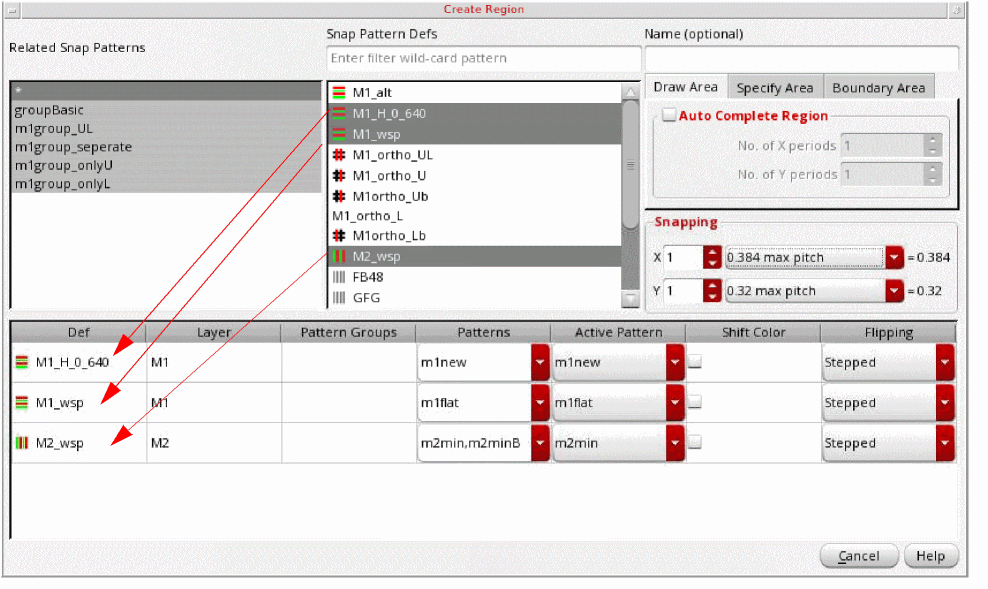 Create Region
Related Snap Patterns
Snap Pattern Defs
Name (optional)
Enter filter wild-card pattern
*
groupBasic
m1group_UL
m1group_seperate
m1group_onlyU
m1group_onlyL
M1_alt
M1_H_0_640
M1_wsp
M1_ortho_UL
M1_ortho_U
M1ortho_Ub
M1_ortho_L
M1ortho_Lb
M2_wsp
FB48
GFG
Draw Area Specify Area Boundary Area
Auto Complete Region
No. of X periods 1
No. of Y periods 1
Snapping
X 1 0.384 max pitch = 0.384
Y 1 0.32 max pitch = 0.32
Def Layer Pattern Groups Patterns Active Pattern Shift Color Flipping
M1_H_0_640 M1 m1new m1new Stepped
M1_wsp M1 m1flat m1flat Stepped
M2_wsp M2 m2min,m2minB m2min Stepped
Cancel Help